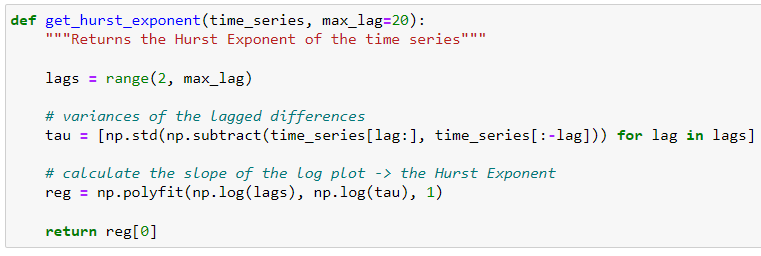 def get_hurst_exponent(time_series, max_lag=20):
    """Returns the Hurst Exponent of the time series"""
    lags = range(2, max_lag)
    # variances of the lagged differences
    tau = [np.std(np.subtract(time_series[lag:], time_series[:-lag])) for lag in lags]
    # calculate the slope of the log plot -> the Hurst Exponent
    reg = np.polyfit(np.log(lags), np.log(tau), 1)
    return reg[0]